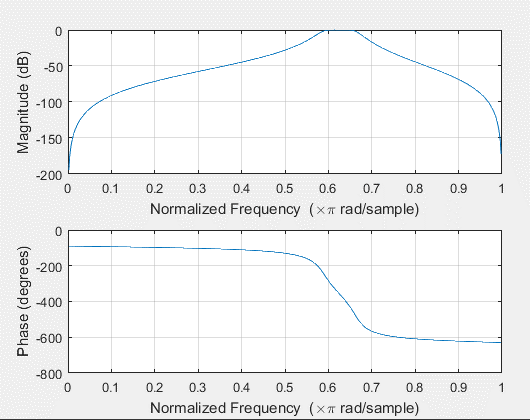 0
-50
-100
-150
-200
Magnitude (dB)
0 0.1 0.2 0.3 0.4 0.5 0.6 0.7 0.8 0.9 1
Normalized Frequency (×π rad/sample)
0
-200
-400
-600
-800
Phase (degrees)
0 0.1 0.2 0.3 0.4 0.5 0.6 0.7 0.8 0.9 1
Normalized Frequency (×π rad/sample)